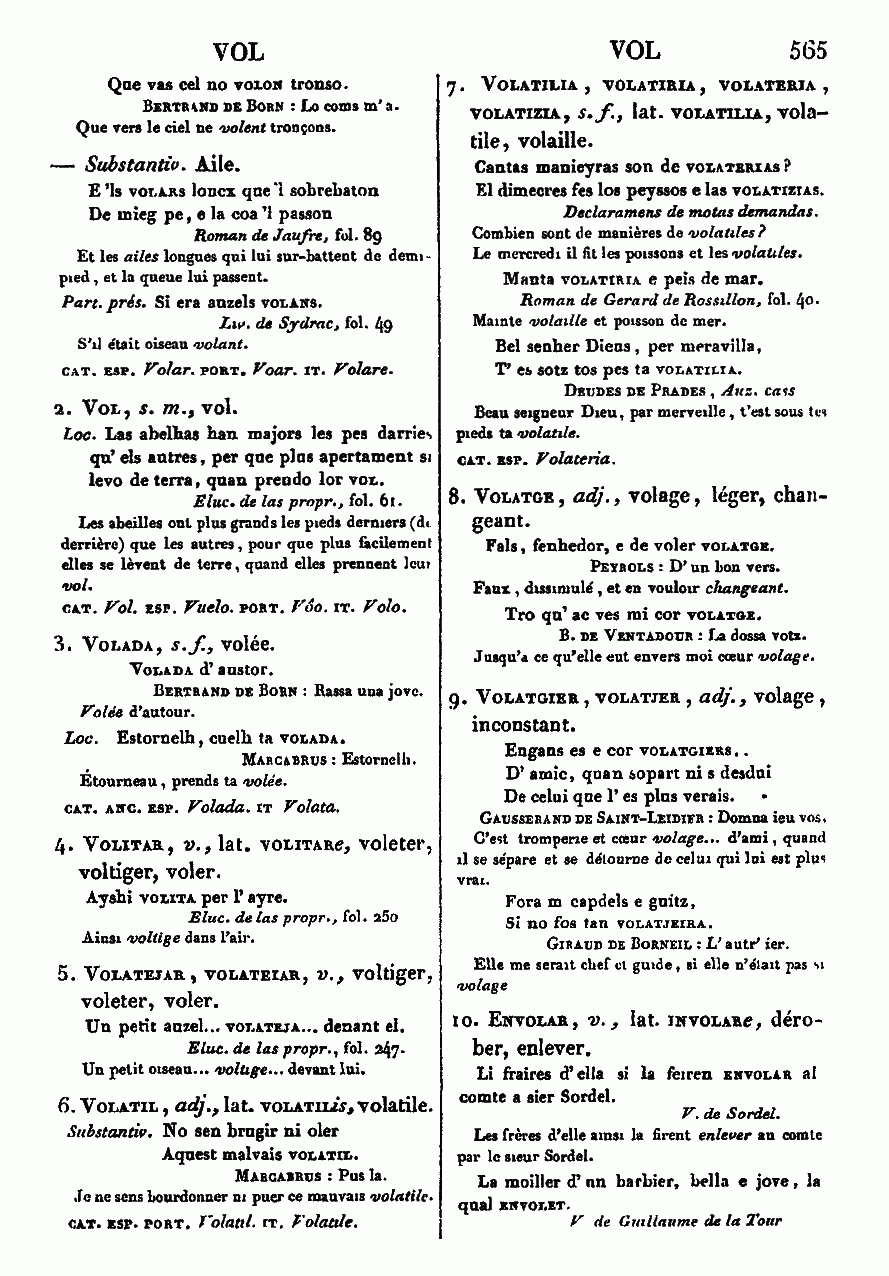 VOL
VOL 565
Que vas cel no VOLON tronso.
BERTRAND DE BORN : Lo coms m'a.
Que vers le ciel ne volent tronçons.
— Substantiv. Aile.
E'ls VOLARS loncx que'l sobrebaton
De mieg pe, e la coa'l passon
Roman de Jaufre, fol. 89
Et les ailes longues qui lui sur-battent de demi-
pied, et la queue lui passent.
Part. prés. Si era auzels VOLANS.
Liv. de Sydrac, fol. 49
S'il était oiseau volant.
CAT. ESP. Volar. PORT. Voar. IT. Volare.
2. VOL, s. m., vol.
Loc. Las abelhas han majors les pes darries
qu'els autres, per que plus apertament si
levo de terra, quan prendo lor VOL.
Eluc. de las propr., fol. 61.
Les abeilles ont plus grands les pieds derniers (de
derrière) que les autres, pour que plus facilement
elles se lèvent de terre, quand elles prennent leur
vol.
CAT. Vol. ESP. Vuelo. PORT. Vôo. IT. Volo.
3. VOLADA, s. f., volée.
VOLADA d'austor.
BERTRAND DE BORN : Rassa una jove.
Volée d'autour.
Loc. Estornelh, cuelh ta VOLADA.
MARCABRUS : Estornelh.
Étourneau, prends ta volée.
CAT. ANC. ESP. Volada. IT Volata.
4. VOLITAR, v., lat. VOLITARe, voleter,
voltiger, voler.
Ayshi VOLITA per l'ayre.
Eluc. de las propr., fol. 250
Ainsi voltige dans l'air.
5. VOLATEJAR, VOLATEIAR, v., voltiger,
voleter, voler.
Un petit auzel... VOLATEJA... denant el.
Eluc. de las propr., fol. 247.
Un petit oiseau... voltige... devant lui.
6. VOLATIL, adj., lat. VOLATILis, volatile.
Substantiv. No sen brugir ni oler
Aquest malvais VOLATIL.
MARCABRUS : Pus la.
Je ne sens bourdonner ni puer ce mauvais volatile.
CAT. ESP. PORT. Volatil. IT. Volatile.
7. VOLATILIA, VOLATIRIA, VOLATERIA,
VOLATIZIA, s. f., lat. VOLATILIA, vola-
tile, volaille.
Cantas manieyras son de VOLATERIAS?
El dimecres fes los peyssos e las VOLATIZIAS.
Declaramens de motas demandas.
Combien sont de manières de volatiles?
Le mercredi il fit les poissons et les volatiles.
Manta VOLATIRIA e peis de mar.
Roman de Gerard de Rossillon, fol. 40.
Mainte volaille et poisson de mer.
Bel senher Dieus, per meravilla,
T'es sotz tos pes ta VOLATILIA.
DEUDES DE PRADES, Auz. cass
Beau seigneur Dieu, par merveille, t'est sous tes
pieds ta volatile.
CAT. ESP. Volateria.
8. VOLATGE, adj., volage, léger, chan-
geant.
Fals, fenhedor, e de voler VOLATGE.
PEYROLS : D'un bon vers.
Faux, dissimulé, et en vouloir changeant.
Tro qu'ac ves mi cor VOLATGE.
B. DE VENTADOUR : La dossa votz.
Jusqu'a ce qu'elle eut envers moi cœur volage.
9. VOLATGIER, VOLATJER, adj., volage,
inconstant.
Engans es e cor VOLATGIERS..
D'amic, quan sopart ni s desdui
De celui que l'es plus verais.
GAUSSERAND DE SAINT-LEIDIER : Domna ieu vos.
C'est tromperie et cœur volage... d'ami, quand
il se sépare et se détourne de celui qui lui est plus
vrai.
Fora m capdels e guitz,
Si no fos tan VOLATJEIRA.
GIRAUD DE BORNEIL : L'autr'ier.
Elle me serait chef et guide, si elle n'était pas si
volage
10. ENVOLAR, v., lat. INVOLARe, déro-
ber, enlever.
Li fraires d'ella si la feiren ENVOLAR al
comte a sier Sordel.
V. de Sordel.
Les frères d'elle ainsi la firent enlever au comte
par le sieur Sordel.
La moiller d'un barbier, bella e jove, la
qual ENVOLET.
V de Guillaume de la Tour